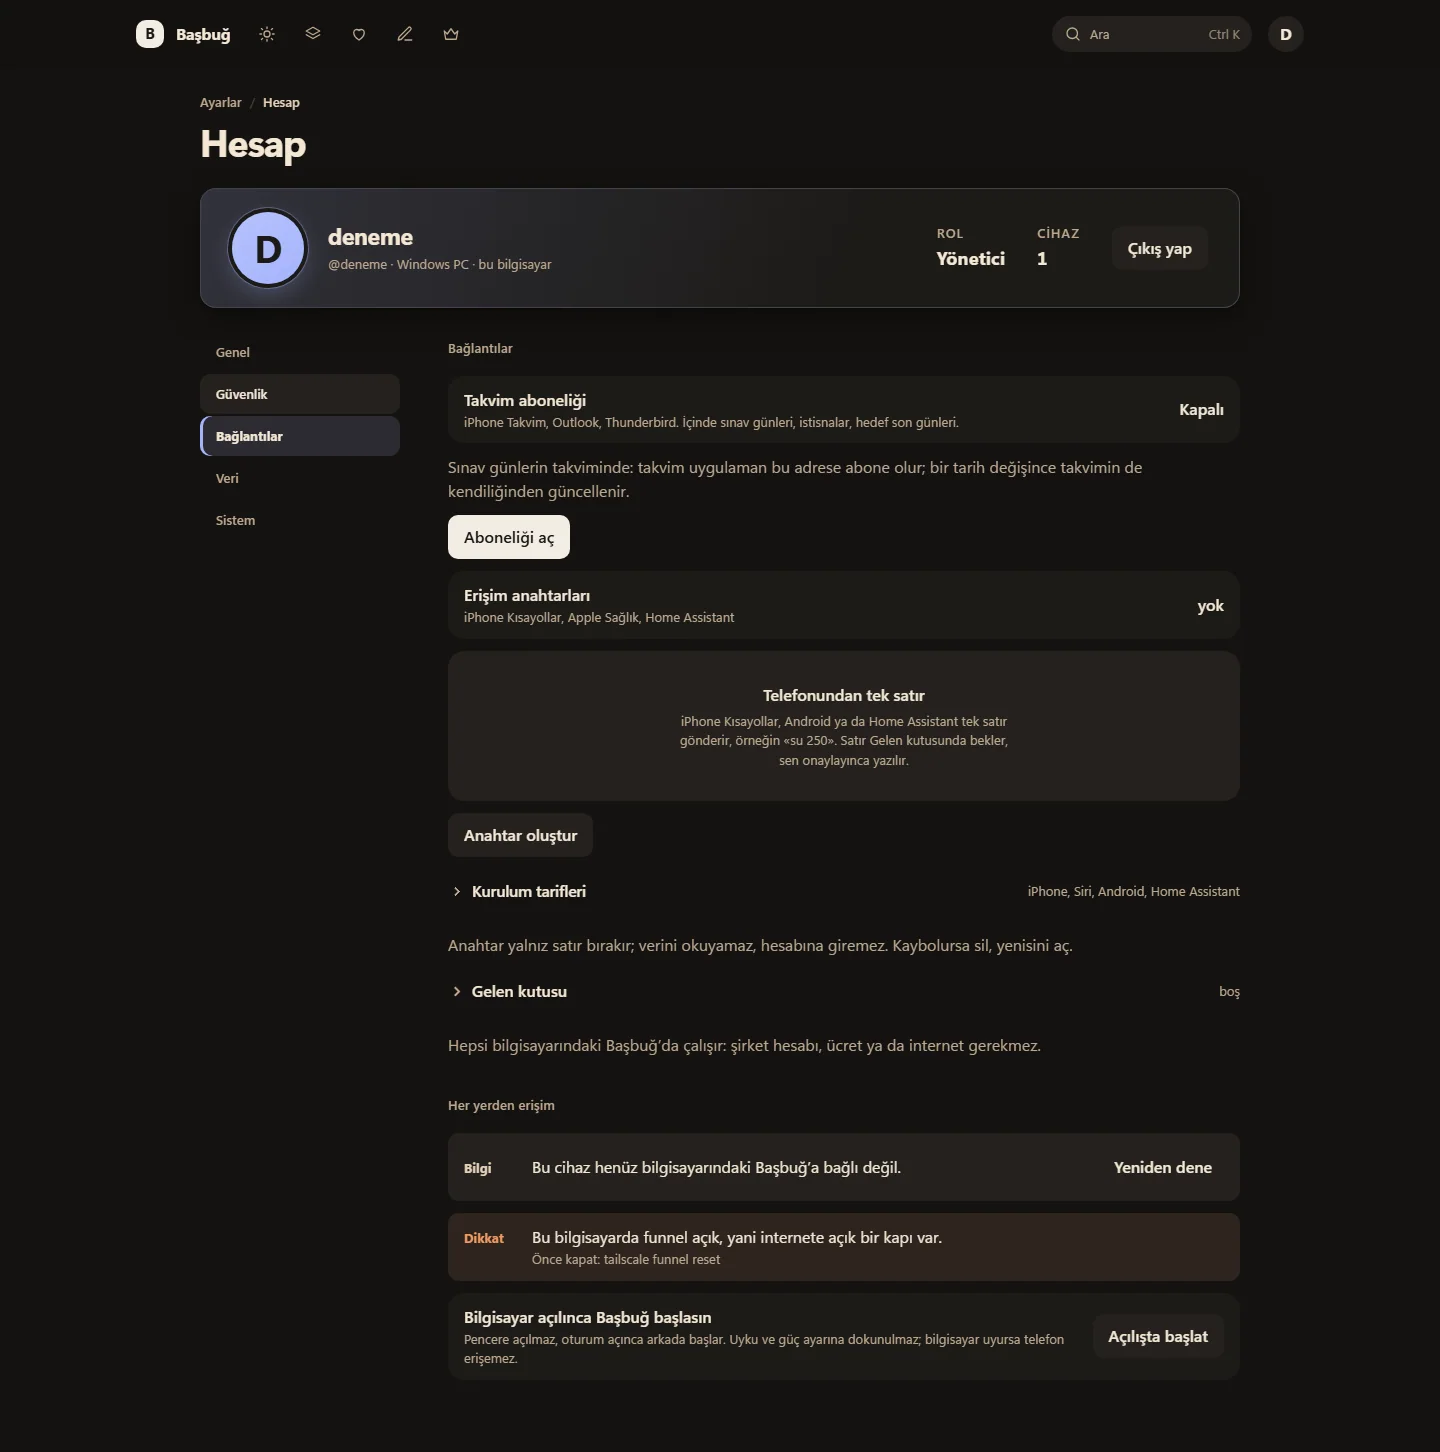 B Başbuğ
Ara Ctrl K
D
Ayarlar / Hesap
Hesap
D
deneme
@deneme · Windows PC · bu bilgisayar
ROL
Yönetici
CİHAZ
1
Çıkış yap
Genel
Güvenlik
Bağlantılar
Veri
Sistem
Bağlantılar
Takvim aboneliği
iPhone Takvim, Outlook, Thunderbird. İçinde sınav günleri, istisnalar, hedef son günleri.
Kapalı
Sınav günlerin takviminde: takvim uygulaman bu adrese abone olur; bir tarih değişince takvimin de
kendiliğinden güncellenir.
Aboneliği aç
Erişim anahtarları
iPhone Kısayollar, Apple Sağlık, Home Assistant
yok
Telefonundan tek satır
iPhone Kısayollar, Android ya da Home Assistant tek satır
gönderir, örneğin «su 250». Satır Gelen kutusunda bekler,
sen onaylayınca yazılır.
Anahtar oluştur
Kurulum tarifleri
iPhone, Siri, Android, Home Assistant
Anahtar yalnız satır bırakır; verini okuyamaz, hesabına giremez. Kaybolursa sil, yenisini aç.
Gelen kutusu
boş
Hepsi bilgisayarındaki Başbuğ’da çalışır: şirket hesabı, ücret ya da internet gerekmez.
Her yerden erişim
Bilgi
Bu cihaz henüz bilgisayarındaki Başbuğ’a bağlı değil.
Yeniden dene
Dikkat
Bu bilgisayarda funnel açık, yani internete açık bir kapı var.
Önce kapat: tailscale funnel reset
Bilgisayar açılınca Başbuğ başlasın
Pencere açılmaz, oturum açınca arkada başlar. Uyku ve güç ayarına dokunulmaz; bilgisayar uyursa telefon
erişemez.
Açılışta başlat